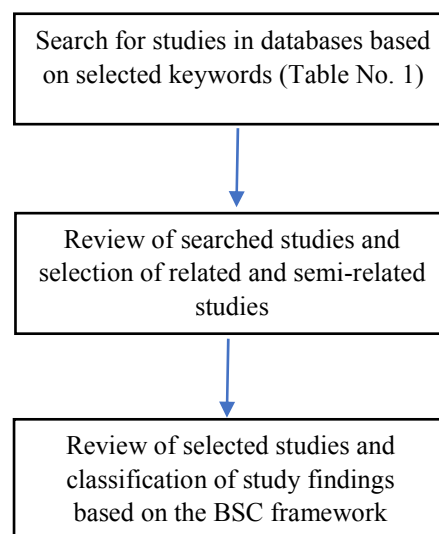 Search for studies in databases based
on selected keywords (Table No. 1)
Review of searched studies and
selection of related and semi-related
studies
Review of selected studies and
classification of study findings
based on the BSC framework